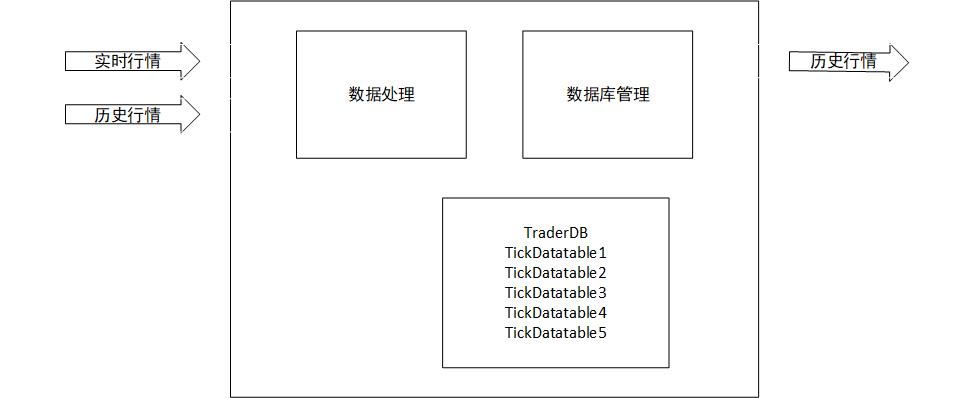 实时行情
历史行情
数据处理
数据库管理
历史行情
TraderDB
TickDatatable1
TickDatatable2
TickDatatable3
TickDatatable4
TickDatatable5